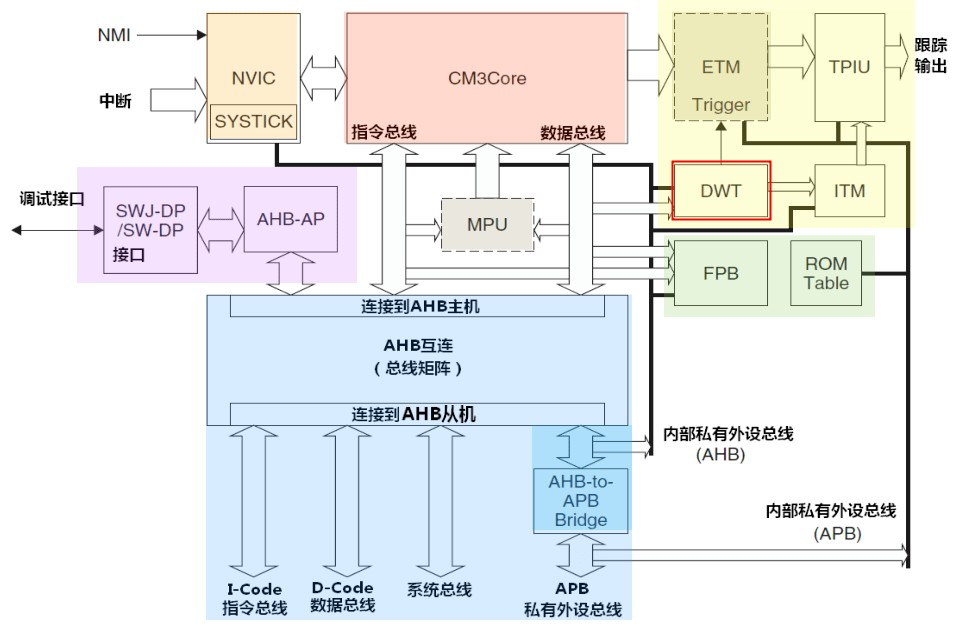 NMI
中断
NVIC
SYSTICK
CM3Core
指令总线
数据总线
ETM
Trigger
TPIU
跟踪
输出
DWT
ITM
调试接口
SWJ-DP
/SW-DP
接口
AHB-AP
MPU
FPB
ROM
Table
连接到AHB主机
AHB互连
(总线矩阵)
连接到AHB从机
内部私有外设总线
(AHB)
AHB-to-
APB
Bridge
内部私有外设总线
(APB)
I-Code
指令总线
D-Code
数据总线
系统总线
APB
私有外设总线